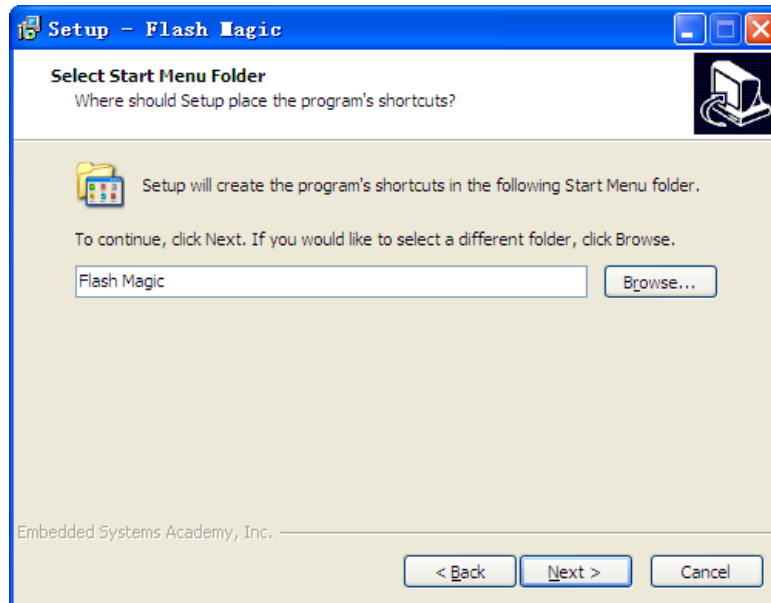 Setup - Flash Magic
Select Start Menu Folder
Where should Setup place the program's shortcuts?
Setup will create the program's shortcuts in the following Start Menu folder.
To continue, click Next. If you would like to select a different folder, click Browse.
Flash Magic
Browse...
Embedded Systems Academy, Inc.
< Back
Next >
Cancel